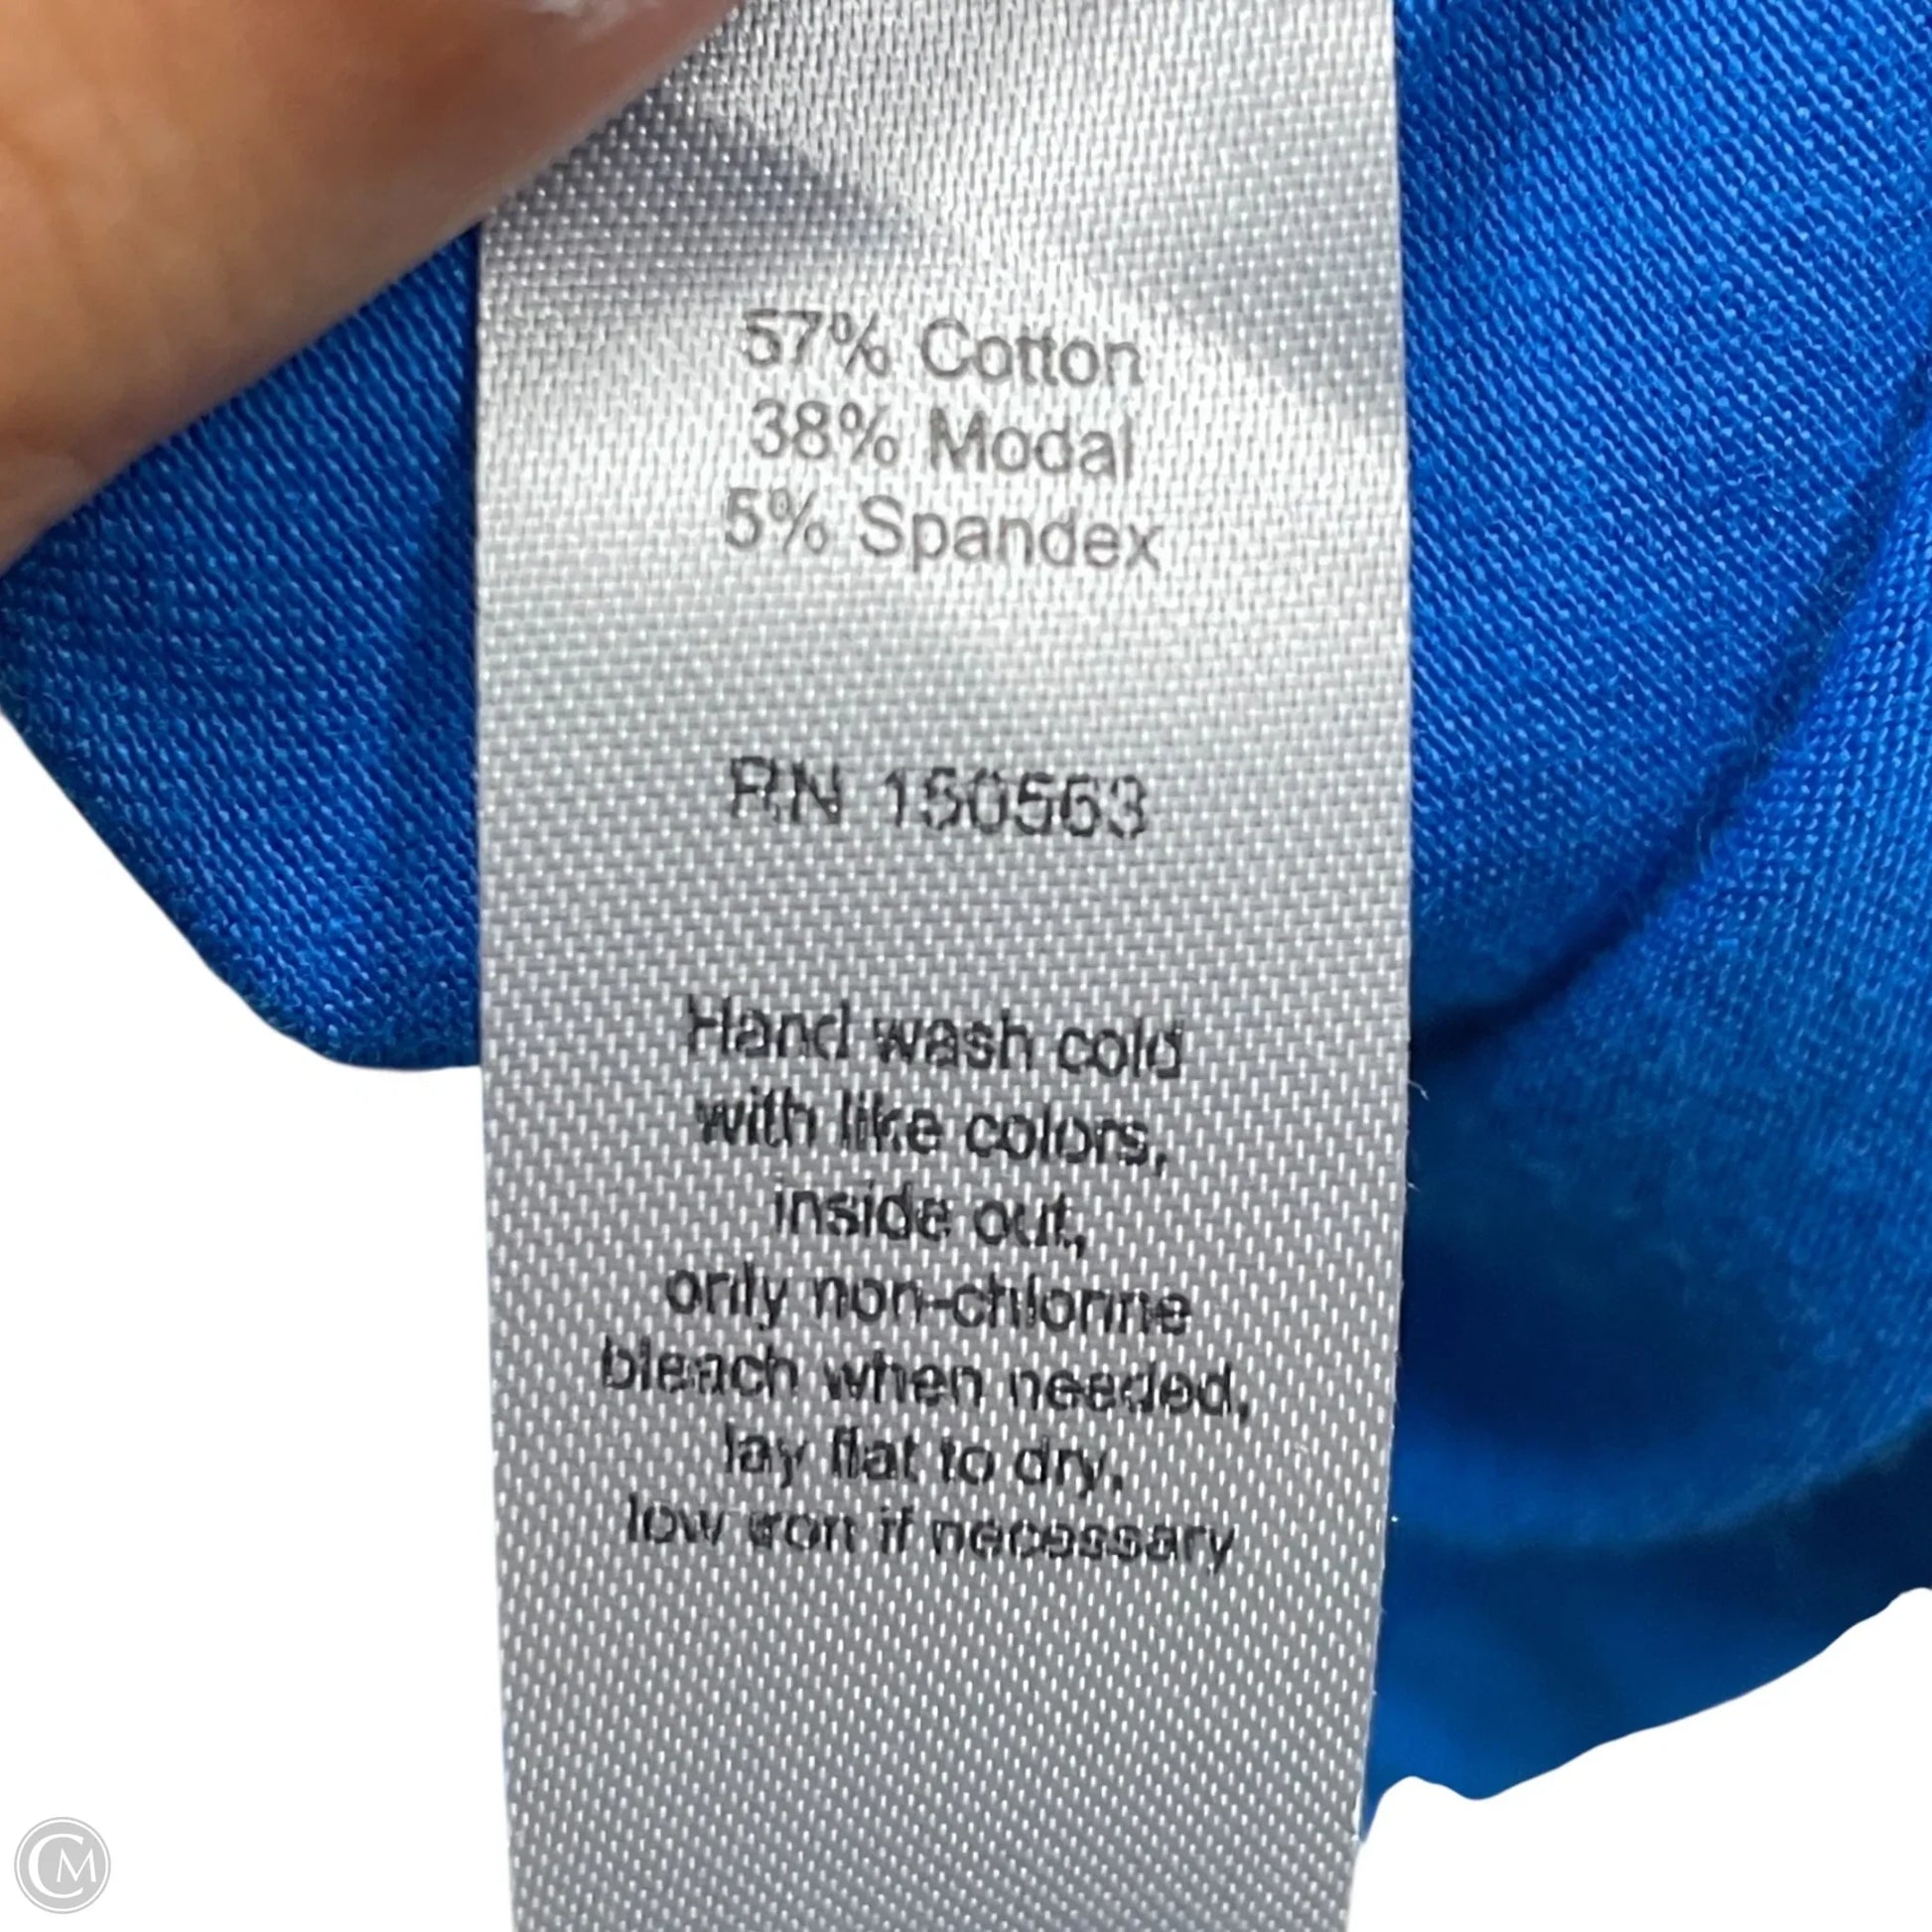 57% Cotton
38% Modal
5% Spandex
RN 150563
Hand wash cold
with like colors,
inside out,
only non-chlorine
bleach when needed,
lay flat to dry,
low iron if necessary
CM